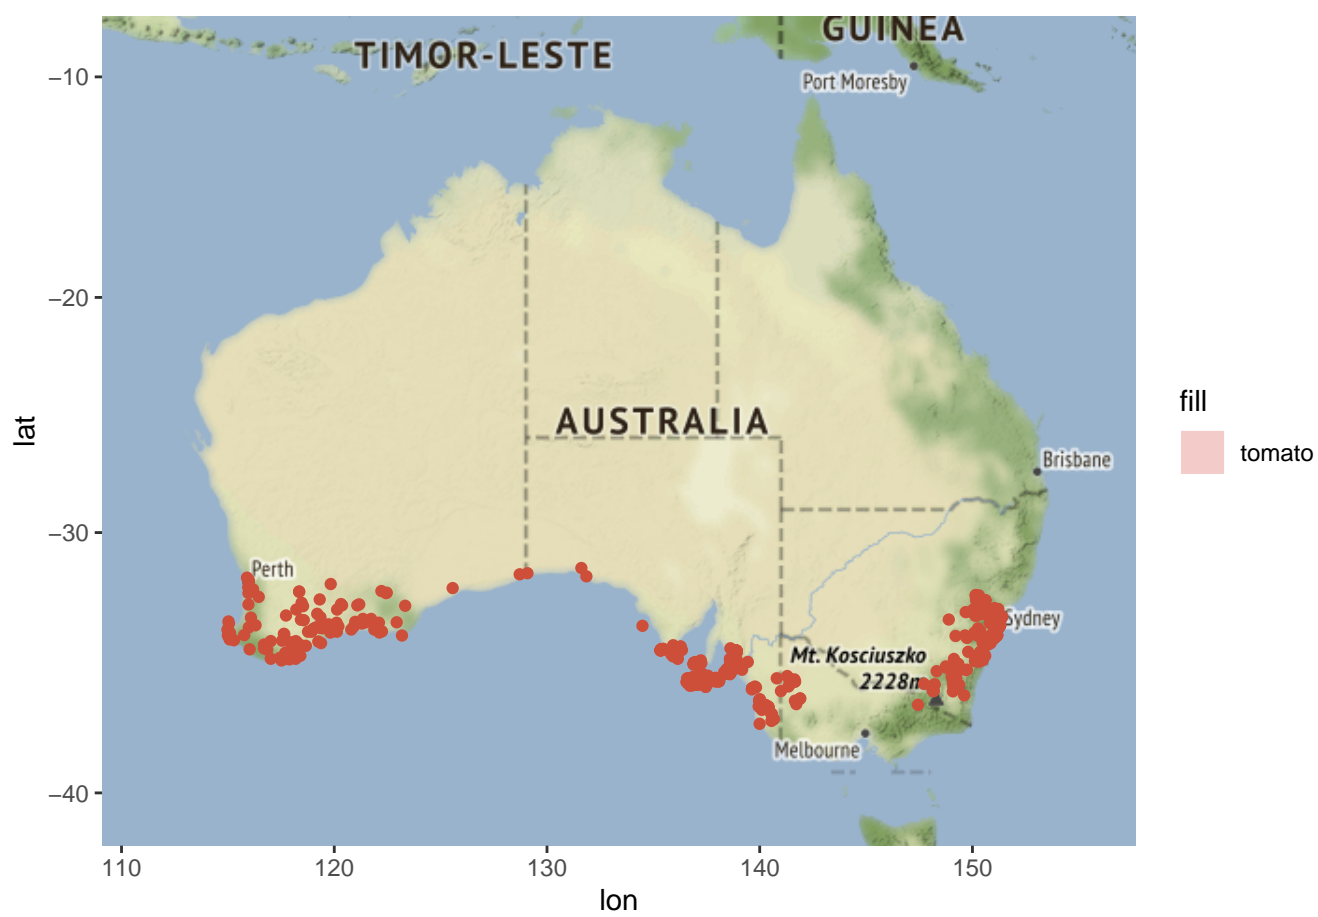 GUINEA
TIMOR-LESTE
Port Moresby
−10
−20
AUSTRALIA
lat
fill
tomato
Brisbane
−30
Perth
Sydney
Mt. Kosciuszko
2228m
Melbourne
−40
110
120
130
140
150
lon